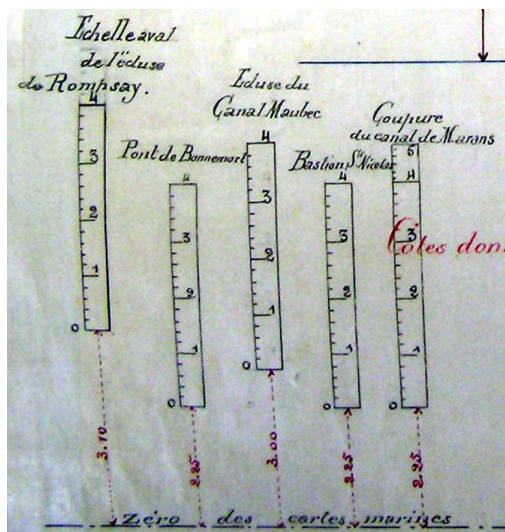 Echelle aval
de l'écluse
de Rompsay.
4
3
2
1
0
3.70
Pont de Bonnemort
4
3
2
1
0
2.25
Ecluse du
Canal Maubec
4
3
2
1
0
3.00
Bastion St Nicolas
4
3
2
1
0
2.25
Coupure
du canal de Marans
5
4
3
2
1
0
2.25
Côtes don
Zéro des cartes marines